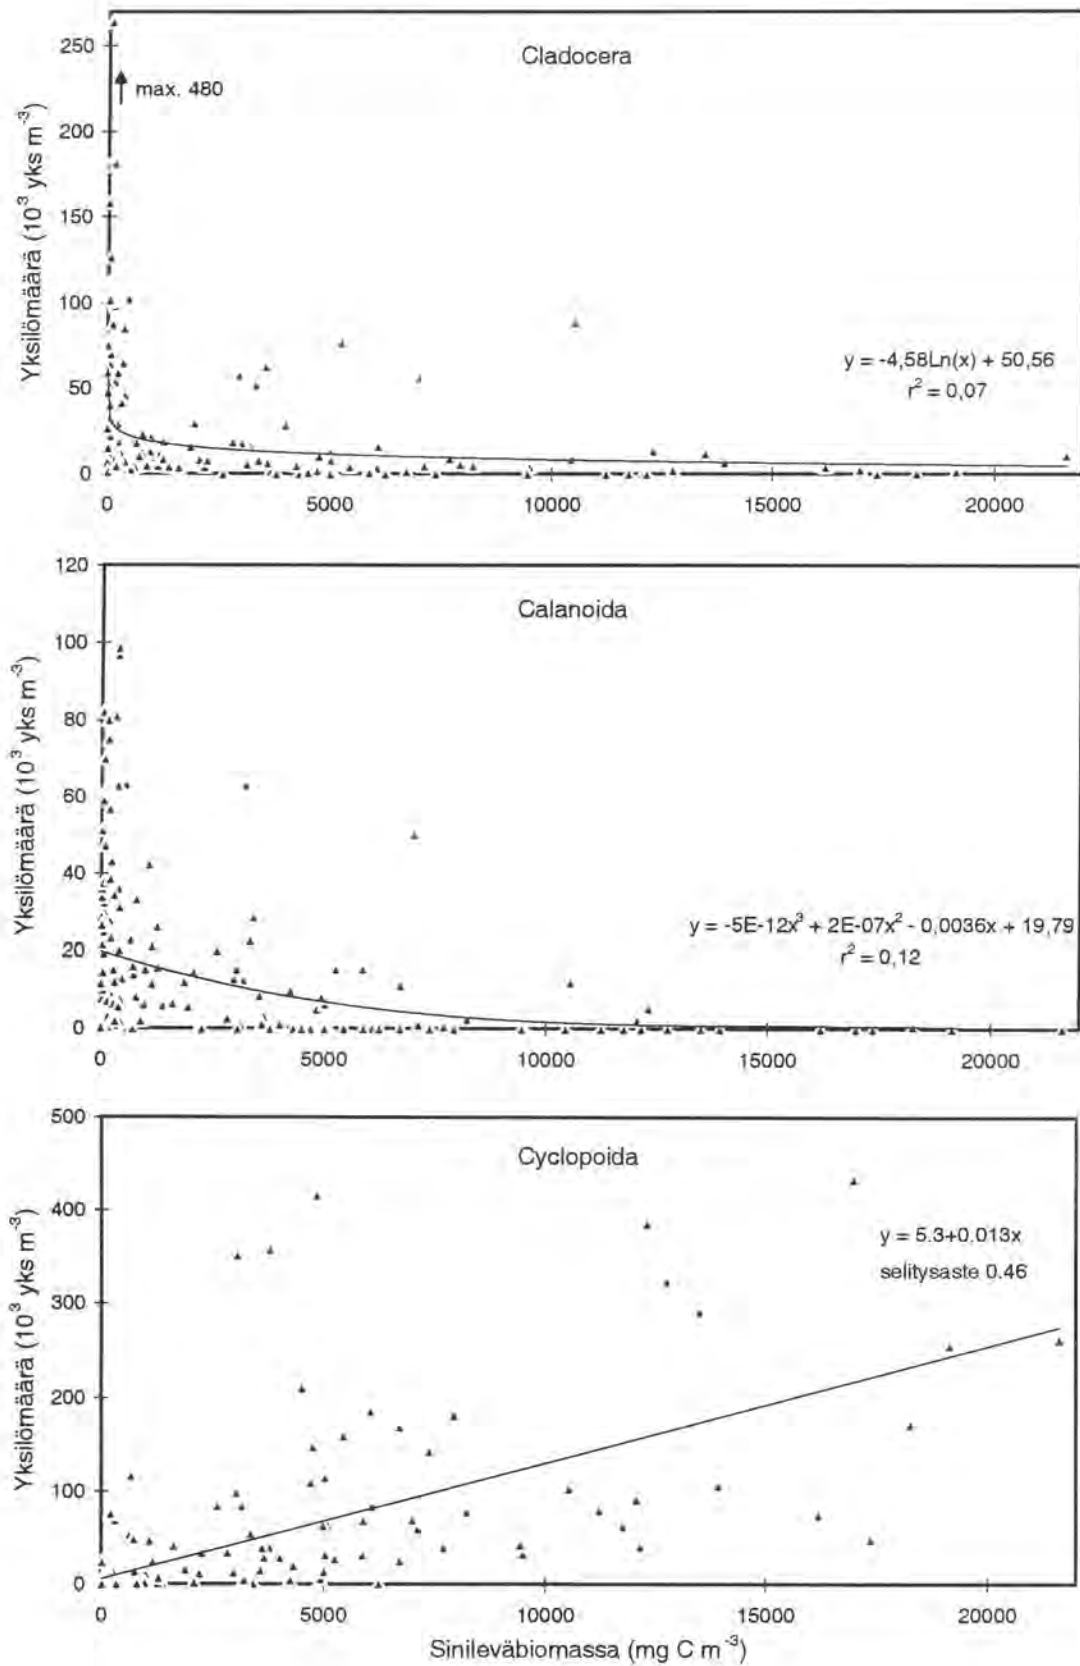 Cladocera
max. 480
Yksilömäärä (10³ yks m⁻³)
250
200
150
100
50
0
y = -4,58Ln(x) + 50,56
r² = 0,07
0 5000 10000 15000 20000
Calanoida
Yksilömäärä (10³ yks m⁻³)
120
100
80
60
40
20
0
y = -5E-12x³ + 2E-07x² - 0,0036x + 19,79
r² = 0,12
0 5000 10000 15000 20000
Cyclopoida
Yksilömäärä (10³ yks m⁻³)
500
400
300
200
100
0
y = 5.3+0.013x
selitysaste 0.46
0 5000 10000 15000 20000
Sinileväbiomassa (mg C m⁻³)